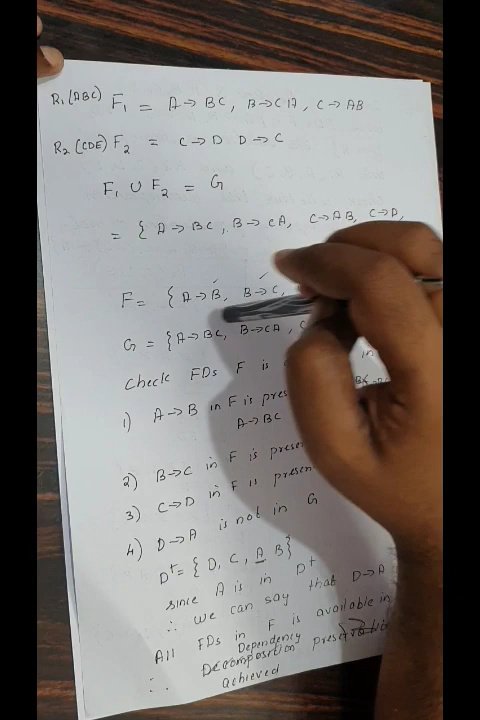 R₁(ABC) F₁ = A→BC, B→CA, C→AB
R₂(CDE) F₂ = C→D D→C
F₁ ∪ F₂ = G
= { A→BC, B→CA, C→AB, C→D,
F = { A→B, B→C,
G = {A→BC, B→CA, C
Check FDs F is in
1) A→B in F is pres
A→BC
2) B→C in F is presen
3) C→D in F is presen
4) D→A is not in G
D⁺= { D, C, A, B}
since A is in D⁺
∴ we can say that D→A
All FDs in F is available in
∴ Decomposition Dependency preservation
achieved